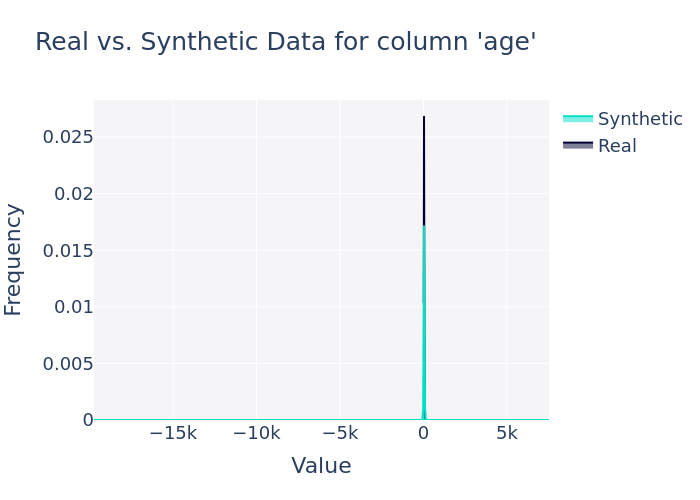 Real vs. Synthetic Data for column 'age'
Synthetic
Real
0.025
0.02
0.015
0.01
0.005
0
−15k
−10k
−5k
0
5k
Value
Frequency